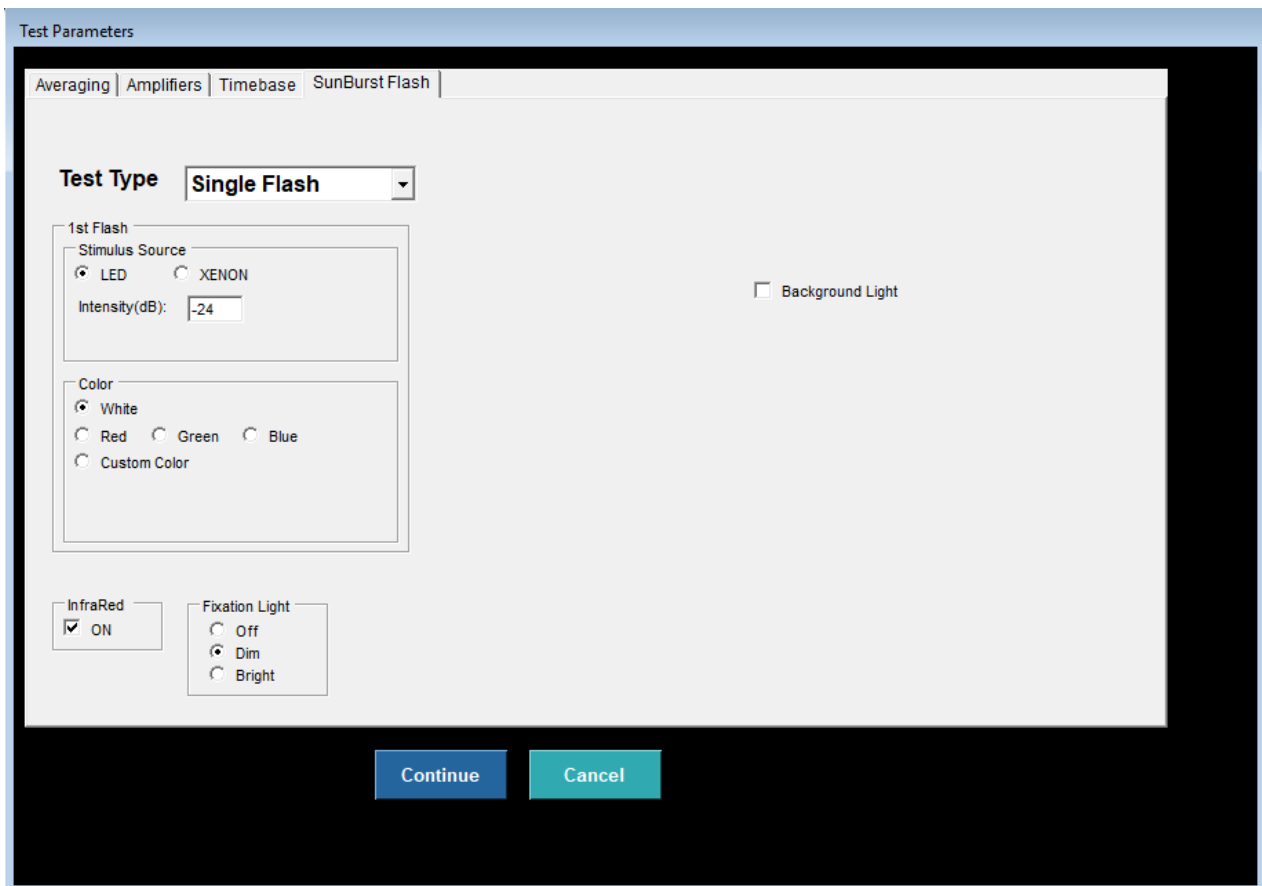 Test Parameters
Averaging Amplifiers Timebase SunBurst Flash
Test Type Single Flash
1st Flash
Stimulus Source
LED XENON
Intensity(dB): -24
Background Light
Color
White
Red Green Blue
Custom Color
InfraRed
ON
Fixation Light
Off
Dim
Bright
Continue Cancel